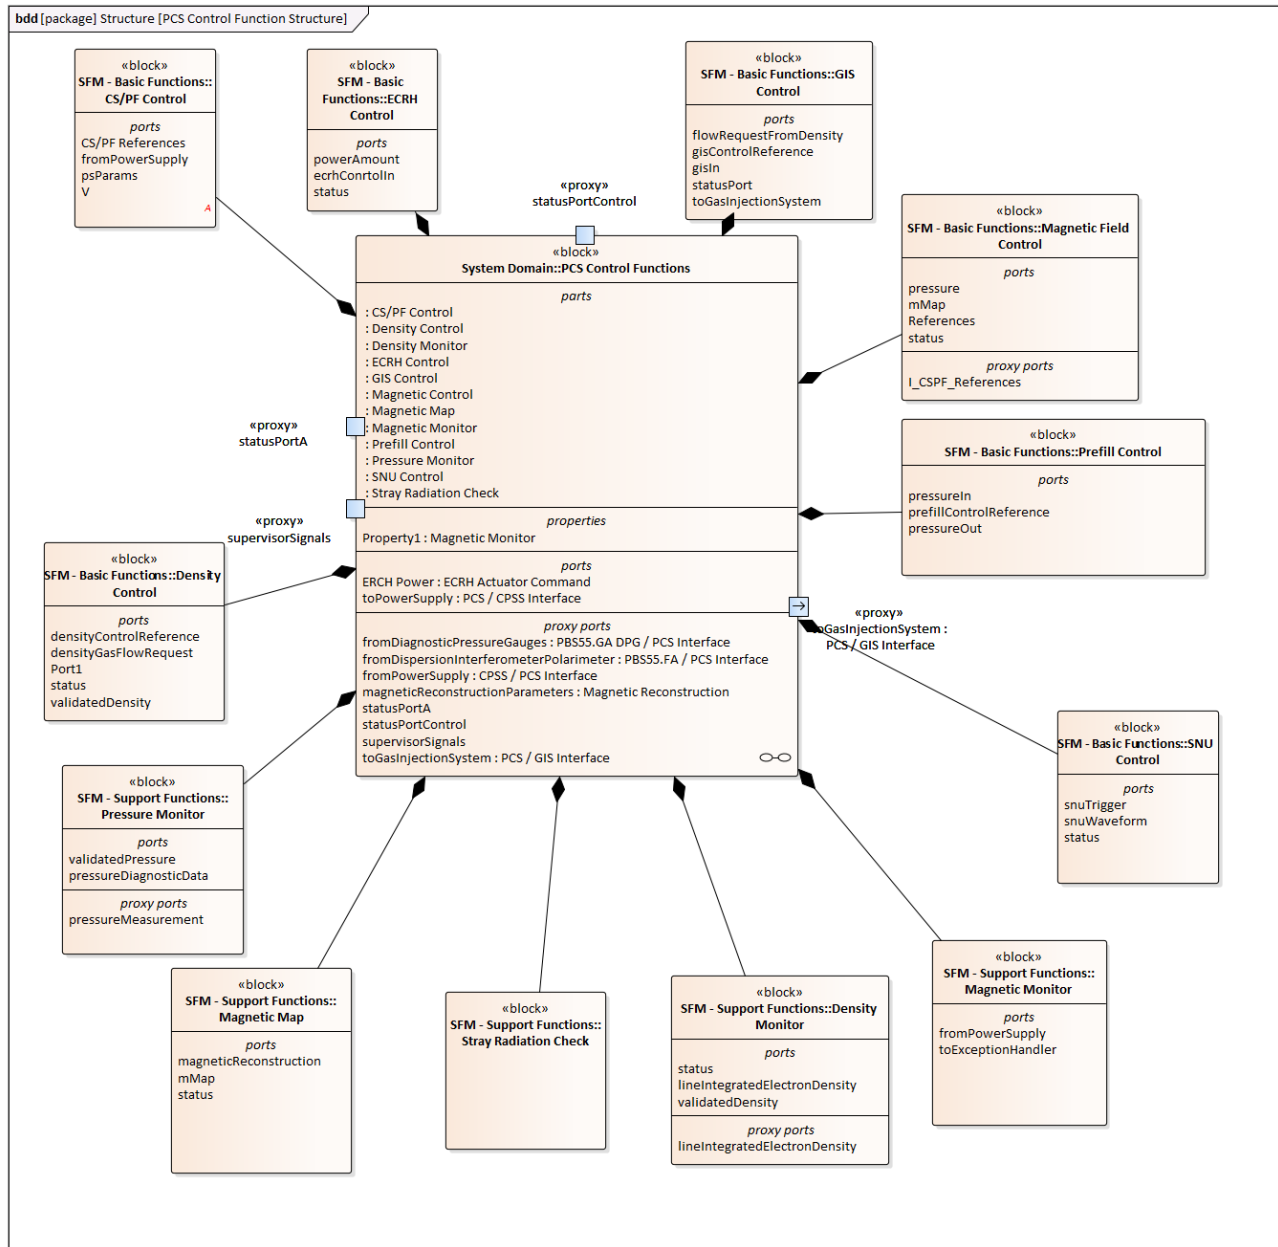 bdd [package] Structure [PCS Control Function Structure]
«block»
SFM - Basic Functions::
CS/PF Control
ports
CS/PF References
fromPowerSupply
psParams
V
A
«block»
SFM - Basic
Functions::ECRH
Control
ports
powerAmount
ecrhConrtolIn
status
«block»
SFM - Basic Functions::GIS
Control
ports
flowRequestFromDensity
gisControlReference
gisIn
statusPort
toGasInjectionSystem
«proxy»
statusPortControl
«block»
SFM - Basic Functions::Magnetic Field
Control
ports
pressure
mMap
References
status
proxy ports
I_CSPF_References
«block»
System Domain::PCS Control Functions
parts
: CS/PF Control
: Density Control
: Density Monitor
: ECRH Control
: GIS Control
: Magnetic Control
: Magnetic Map
: Magnetic Monitor
: Prefill Control
: Pressure Monitor
: SNU Control
: Stray Radiation Check
properties
Property1 : Magnetic Monitor
ports
ERCH Power : ECRH Actuator Command
toPowerSupply : PCS / CPSS Interface
proxy ports
fromDiagnosticPressureGauges : PBS55.GA DPG / PCS Interface
fromDispersionInterferometerPolarimeter : PBS55.FA / PCS Interface
fromPowerSupply : CPSS / PCS Interface
magneticReconstructionParameters : Magnetic Reconstruction
statusPortA
statusPortControl
supervisorSignals
toGasInjectionSystem : PCS / GIS Interface
«proxy»
statusPortA
«proxy»
supervisorSignals
«block»
SFM - Basic Functions::Prefill Control
ports
pressureIn
prefillControlReference
pressureOut
«block»
SFM - Basic Functions::Density
Control
ports
densityControlReference
densityGasFlowRequest
Port1
status
validatedDensity
«proxy»
toGasInjectionSystem :
PCS / GIS Interface
«block»
SFM - Basic Functions::SNU
Control
ports
snuTrigger
snuWaveform
status
«block»
SFM - Support Functions::
Pressure Monitor
ports
validatedPressure
pressureDiagnosticData
proxy ports
pressureMeasurement
«block»
SFM - Support Functions::
Magnetic Map
ports
magneticReconstruction
mMap
status
«block»
SFM - Support Functions::
Stray Radiation Check
«block»
SFM - Support Functions::Density
Monitor
ports
status
lineIntegratedElectronDensity
validatedDensity
proxy ports
lineIntegratedElectronDensity
«block»
SFM - Support Functions::
Magnetic Monitor
ports
fromPowerSupply
toExceptionHandler